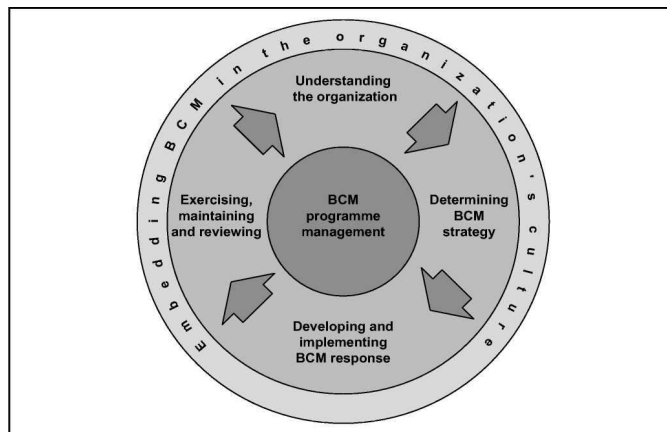 Embedding BCM in the organization's culture
Understanding
the organization
Exercising,
maintaining
and reviewing
BCM
programme
management
Determining
BCM
strategy
Developing and
implementing
BCM response